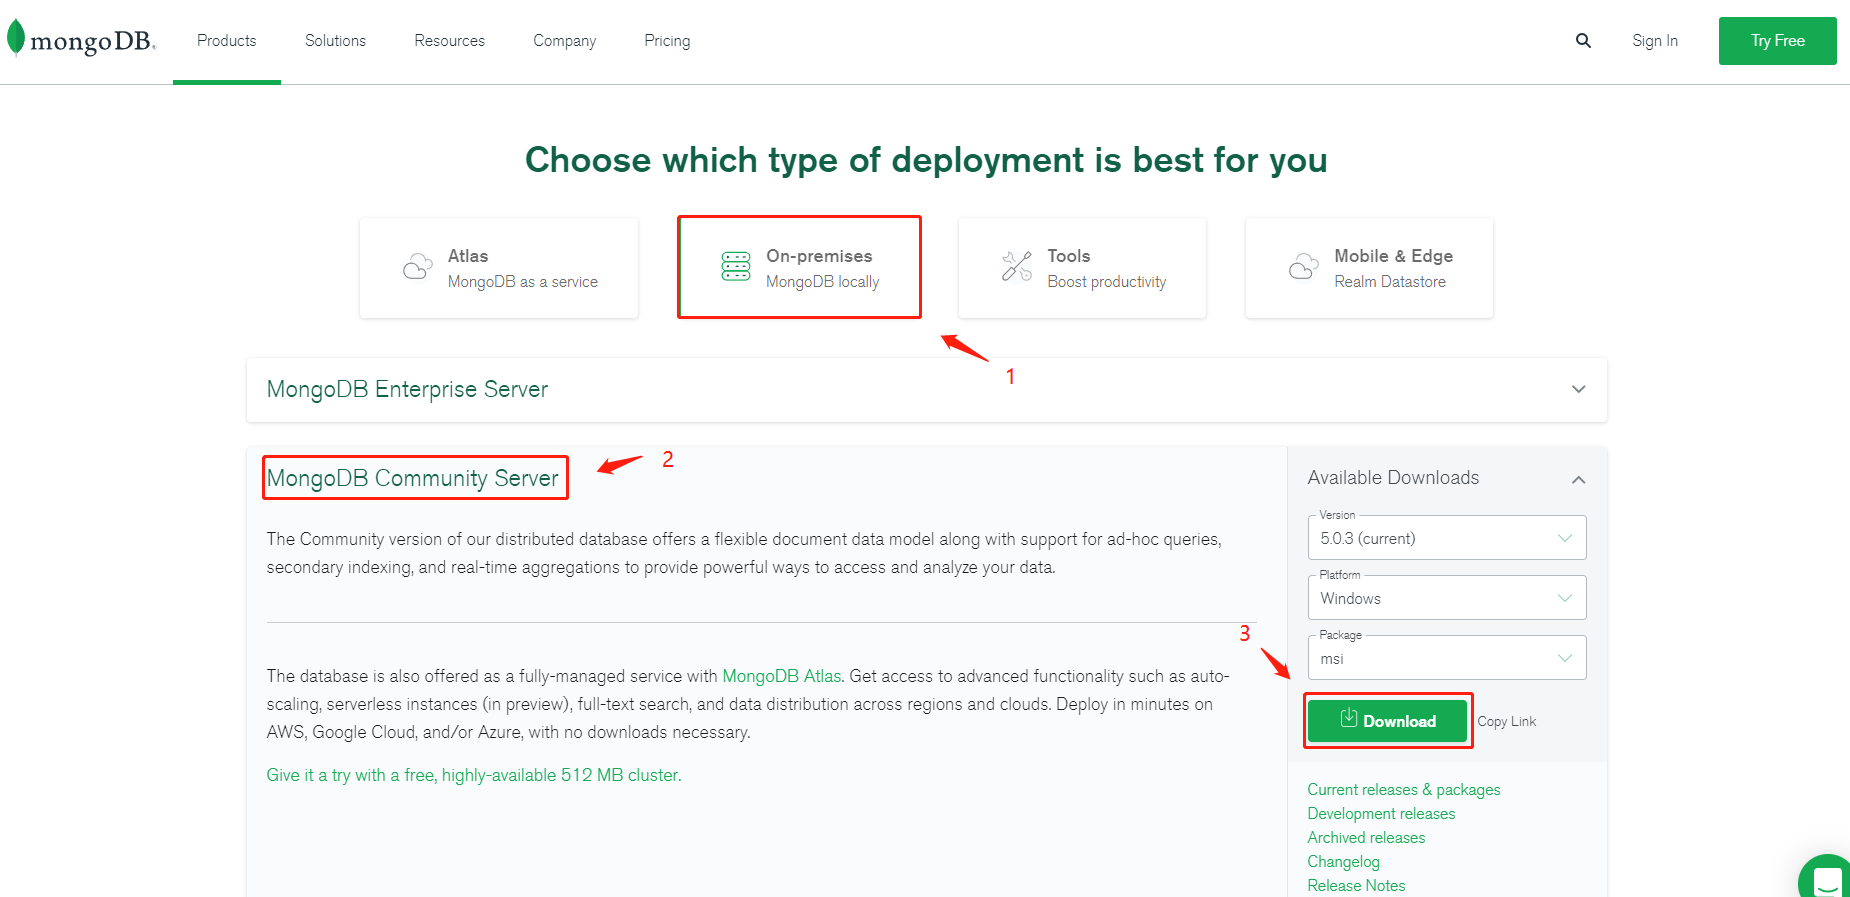 mongoDB.
Products
Solutions
Resources
Company
Pricing
Sign In
Try Free
Choose which type of deployment is best for you
Atlas
MongoDB as a service
On-premises
MongoDB locally
Tools
Boost productivity
Mobile & Edge
Realm Datastore
1
MongoDB Enterprise Server
MongoDB Community Server
2
The Community version of our distributed database offers a flexible document data model along with support for ad-hoc queries,
secondary indexing, and real-time aggregations to provide powerful ways to access and analyze your data.
The database is also offered as a fully-managed service with MongoDB Atlas. Get access to advanced functionality such as auto-
scaling, serverless instances (in preview), full-text search, and data distribution across regions and clouds. Deploy in minutes on
AWS, Google Cloud, and/or Azure, with no downloads necessary.
Give it a try with a free, highly-available 512 MB cluster.
Available Downloads
Version
5.0.3 (current)
Platform
Windows
Package
msi
3
Download
Copy Link
Current releases & packages
Development releases
Archived releases
Changelog
Release Notes